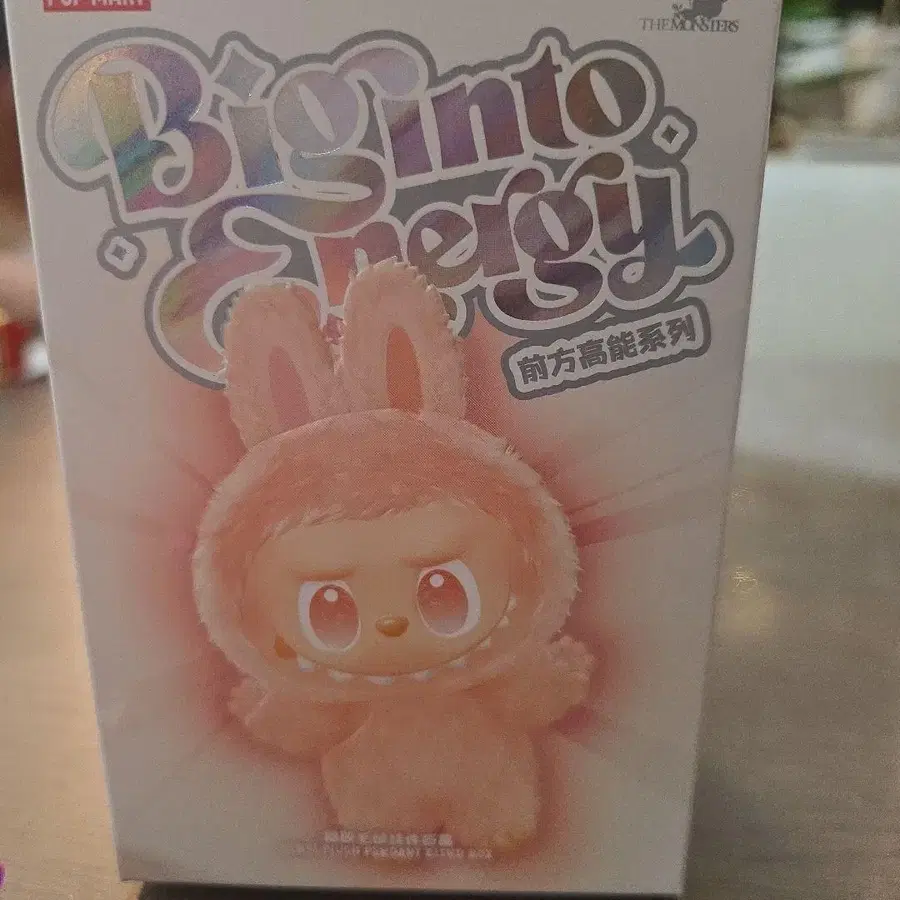 POP MART
THE MONSTERS
Big into
Energy
前方高能系列